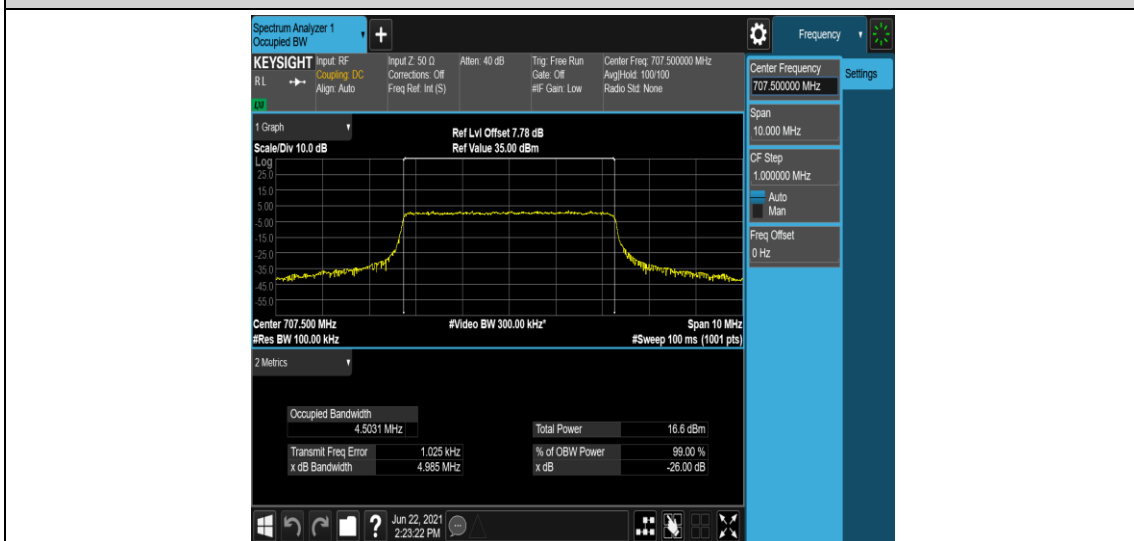 Spectrum Analyzer 1
Occupied BW
+
Frequency
KEYSIGHT Input: RF Input Z: 50 Ω Atten: 40 dB Trig: Free Run Center Freq: 707.500000 MHz
RL Coupling: DC Corrections: Off Gate: Off Avg|Hold: 100/100
Align: Auto Freq Ref: Int (S) #IF Gain: Low Radio Std: None
LXI
Center Frequency
707.500000 MHz
Settings
Span
10.000 MHz
CF Step
1.000000 MHz
Auto
Man
Freq Offset
0 Hz
1 Graph
Ref Lvl Offset 7.78 dB
Scale/Div 10.0 dB Ref Value 35.00 dBm
Log
25.0
15.0
5.00
-5.00
-15.0
-25.0
-35.0
-45.0
-55.0
Center 707.500 MHz #Video BW 300.00 kHz* Span 10 MHz
#Res BW 100.00 kHz #Sweep 100 ms (1001 pts)
2 Metrics
Occupied Bandwidth
4.5031 MHz Total Power 16.6 dBm
Transmit Freq Error 1.025 kHz % of OBW Power 99.00 %
x dB Bandwidth 4.985 MHz x dB -26.00 dB
? Jun 22, 2021
2:23:22 PM